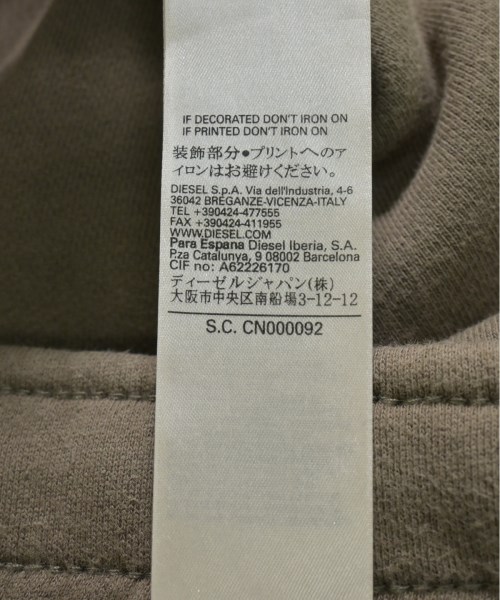 IF DECORATED DON'T IRON ON
IF PRINTED DON'T IRON ON
装飾部分●プリントへのア
イロンはお避けください。
DIESEL S.p.A. Via dell'Industria, 4-6
36042 BREGANZE-VICENZA-ITALY
TEL +390424-477555
FAX +390424-411955
WWW.DIESEL.COM
Para Espana Diesel Iberia, S.A.
P.za Catalunya, 9 08002 Barcelona
CIF no: A62226170
ディーゼルジャパン(株)
大阪市中央区南船場3-12-12
S.C. CN000092